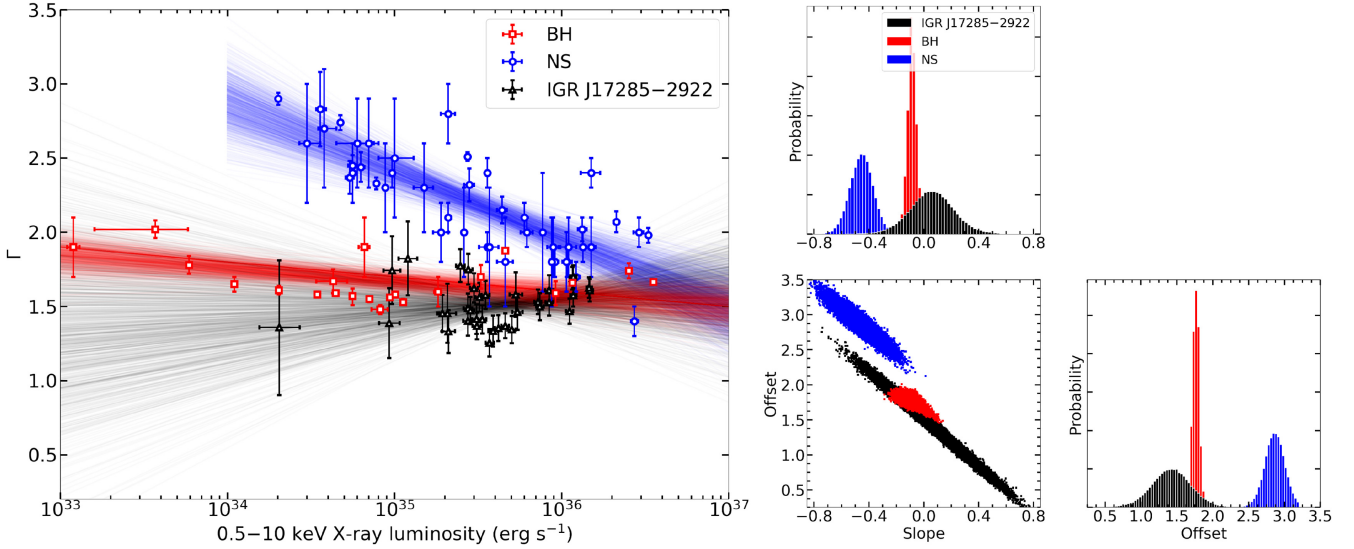 Γ
3.5
3.0
2.5
2.0
1.5
1.0
0.5
BH
NS
IGR J17285−2922
10³³
10³⁴
10³⁵
10³⁶
10³⁷
0.5−10 keV X-ray luminosity (erg s⁻¹)
IGR J17285−2922
BH
NS
Probability
−0.8 −0.4 0.0 0.4 0.8
Offset
3.5
3.0
2.5
2.0
1.5
1.0
0.5
−0.8 −0.4 0.0 0.4 0.8
Slope
Probability
0.5 1.0 1.5 2.0 2.5 3.0 3.5
Offset